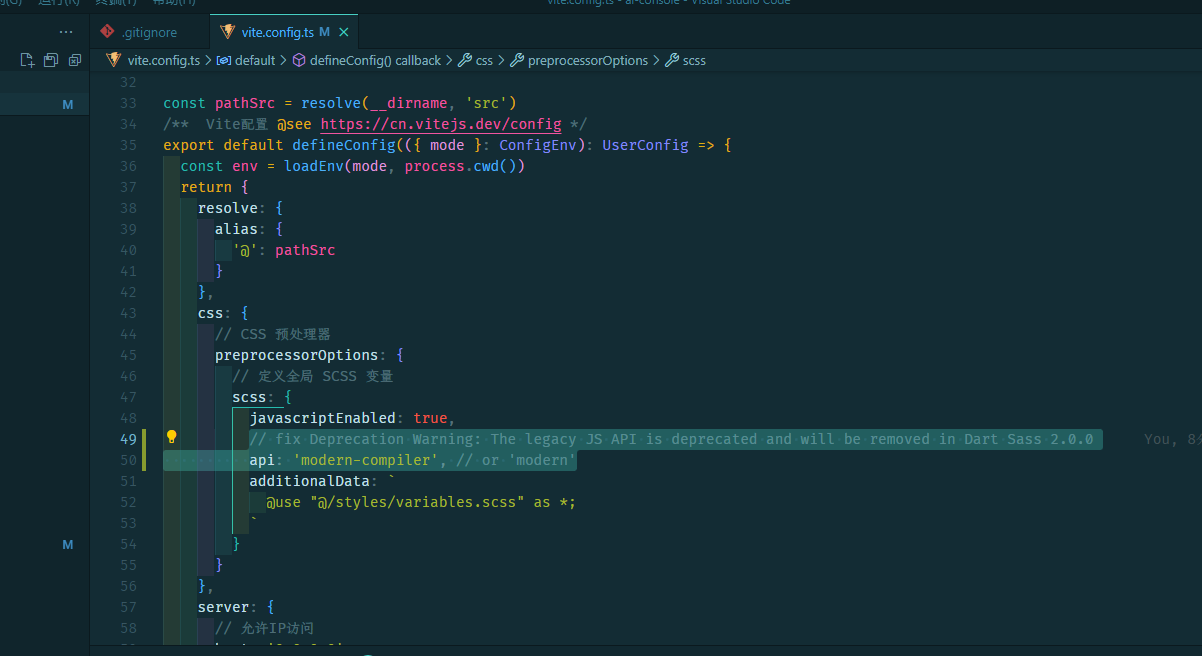 运行(R) 终端(T) 帮助(H) vite.config.ts - ai-console - Visual Studio Code
.gitignore
vite.config.ts M
vite.config.ts > default > defineConfig() callback > css > preprocessorOptions > scss
M
32
33 const pathSrc = resolve(__dirname, 'src')
34 /** Vite配置 @see https://cn.vitejs.dev/config */
35 export default defineConfig(({ mode }: ConfigEnv): UserConfig => {
36 const env = loadEnv(mode, process.cwd())
37 return {
38 resolve: {
39 alias: {
40 '@': pathSrc
41 }
42 },
43 css: {
44 // CSS 预处理器
45 preprocessorOptions: {
46 // 定义全局 SCSS 变量
47 scss: {
48 javascriptEnabled: true,
49 // fix Deprecation Warning: The legacy JS API is deprecated and will be removed in Dart Sass 2.0.0 You, 8
50 api: 'modern-compiler', // or 'modern'
51 additionalData: `
52 @use "@/styles/variables.scss" as *;
53 `
54 }
M
55 }
56 },
57 server: {
58 // 允许IP访问